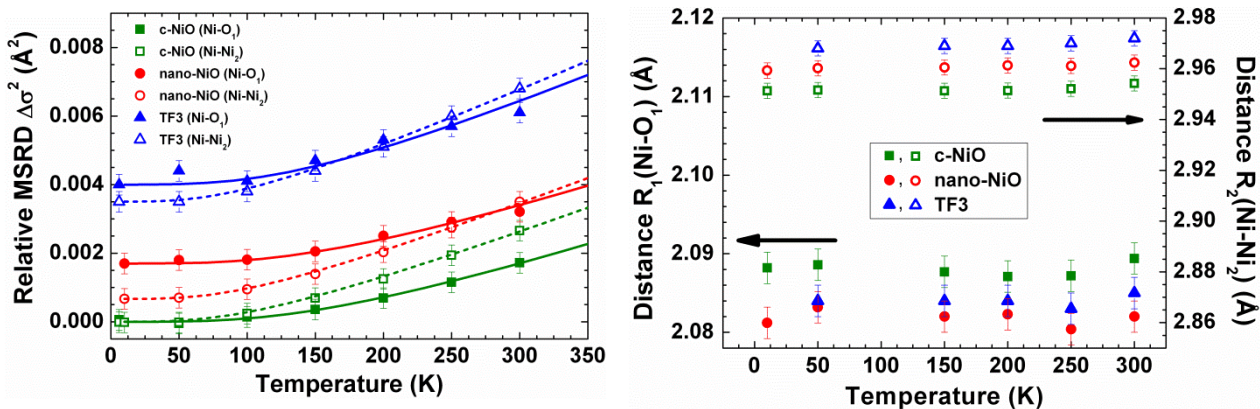 Relative MSRD Δσ² (Å²)
0.008
0.006
0.004
0.002
0.000
c-NiO (Ni-O₁)
c-NiO (Ni-Ni₂)
nano-NiO (Ni-O₁)
nano-NiO (Ni-Ni₂)
TF3 (Ni-O₁)
TF3 (Ni-Ni₂)
0 50 100 150 200 250 300 350
Temperature (K)
Distance R₁(Ni-O₁) (Å)
2.12
2.11
2.10
2.09
2.08
, c-NiO
, nano-NiO
, TF3
0 50 100 150 200 250 300
Temperature (K)
2.98
2.96
2.94
2.92
2.90
2.88
2.86
Distance R₂(Ni-Ni₂) (Å)